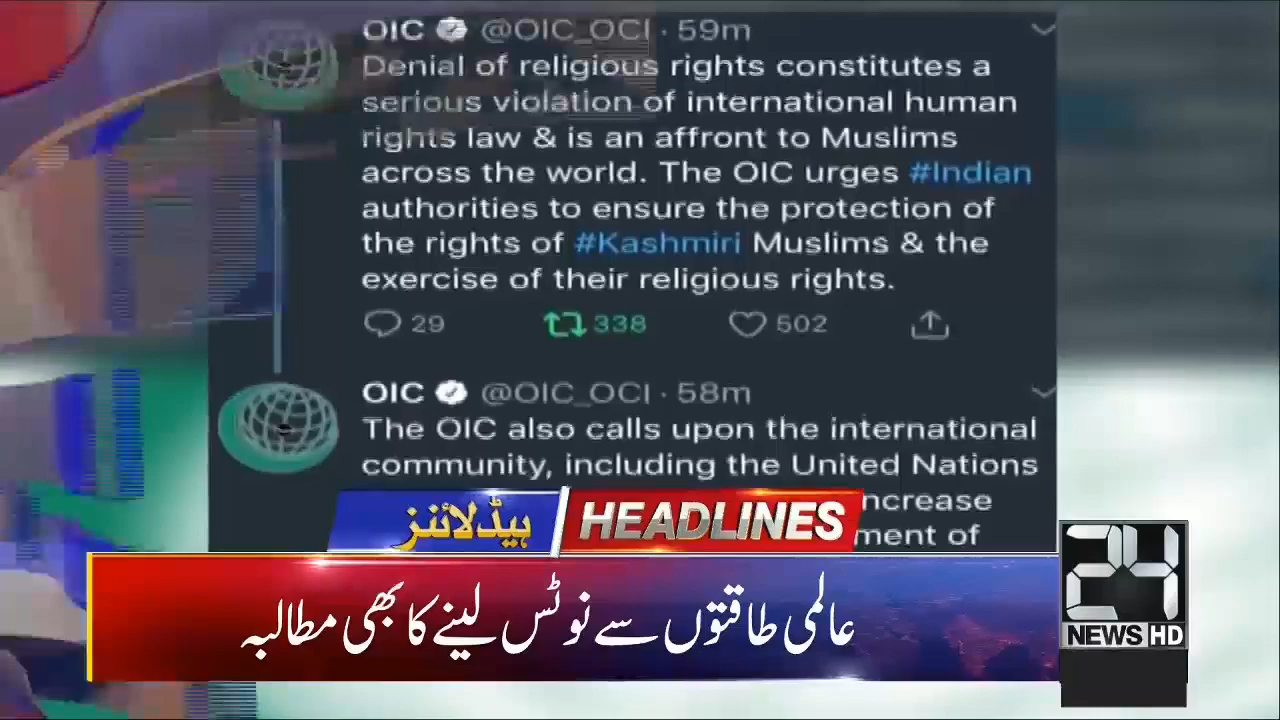 OIC @OIC_OCI · 59m
Denial of religious rights constitutes a
serious violation of international human
rights law & is an affront to Muslims
across the world. The OIC urges #Indian
authorities to ensure the protection of
the rights of #Kashmiri Muslims & the
exercise of their religious rights.
29 338 502
OIC @OIC_OCI · 58m
The OIC also calls upon the international
community, including the United Nations
ncrease
ment of
ہیڈلائنز HEADLINES
عالمی طاقتوں سے نوٹس لینے کا بھی مطالبہ
24
NEWS HD